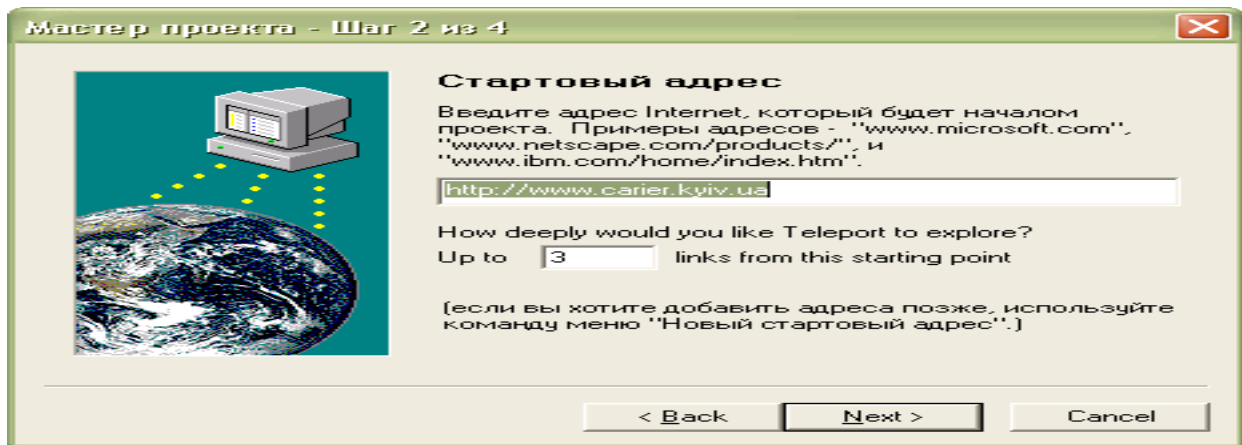 Мастер проекта - Шаг 2 из 4
Стартовый адрес
Введите адрес Internet, который будет началом
проекта. Примеры адресов - "www.microsoft.com",
"www.netscape.com/products/", и
"www.ibm.com/home/index.htm".
http://www.carier.kyiv.ua
How deeply would you like Teleport to explore?
Up to 3 links from this starting point
(если вы хотите добавить адреса позже, используйте
команду меню "Новый стартовый адрес".)
< Back Next > Cancel